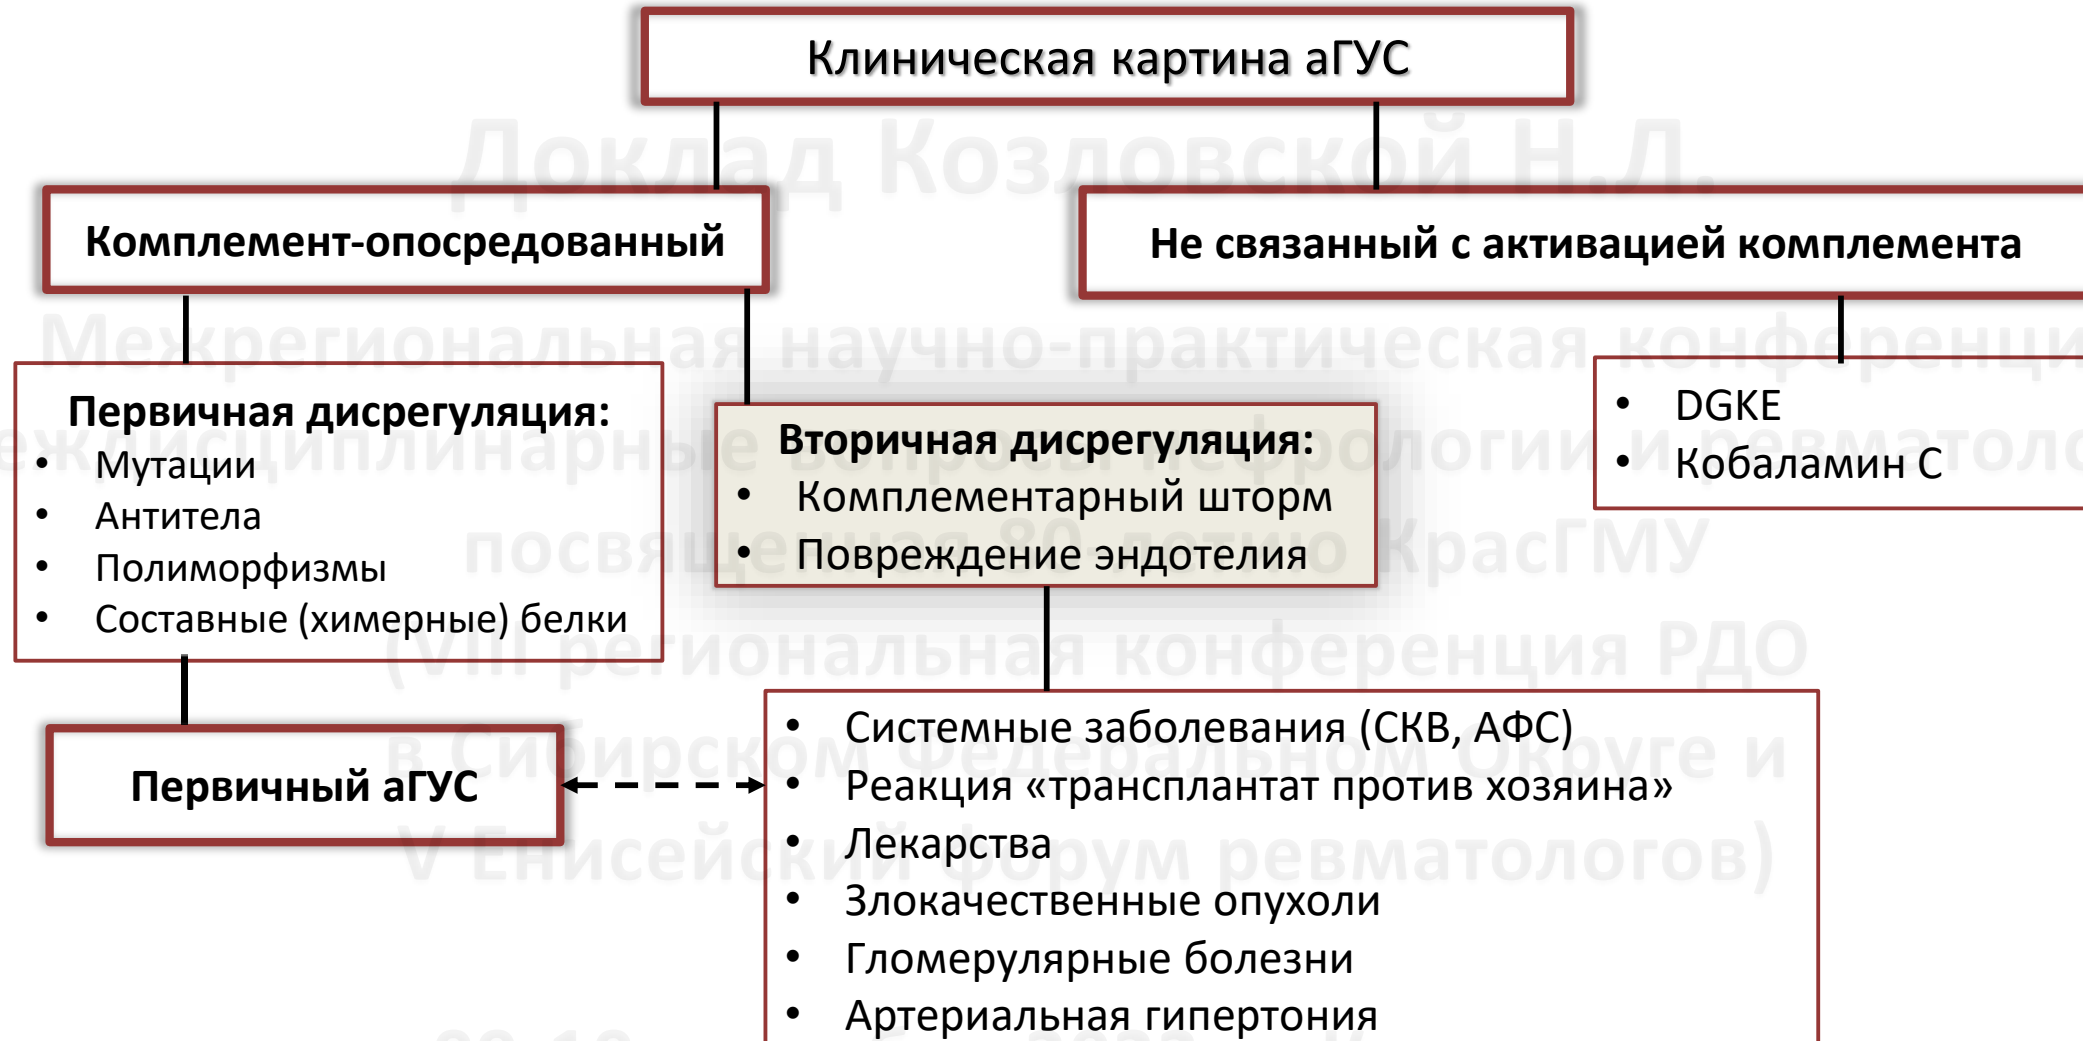 Клиническая картина аГУС
Доклад Козловской Н.Л.
Комплемент-опосредованный
Не связанный с активацией комплемента
Межрегиональная научно-практическая
Первичная дисрегуляция:
• Мутации
• Антитела
• Полиморфизмы
• Составные (химерные) белки
Вторичная дисрегуляция:
• Комплементарный шторм
• Повреждение эндотелия
• DGKE
• Кобаламин С
80-летию КрасГМУ
(VIII региональная конференция РДО
в Сибирском Федеральном Округе и
V Енисейский форум ревматологов)
Первичный аГУС
• Системные заболевания (СКВ, АФС)
• Реакция «трансплантат против хозяина»
• Лекарства
• Злокачественные опухоли
• Гломерулярные болезни
• Артериальная гипертония